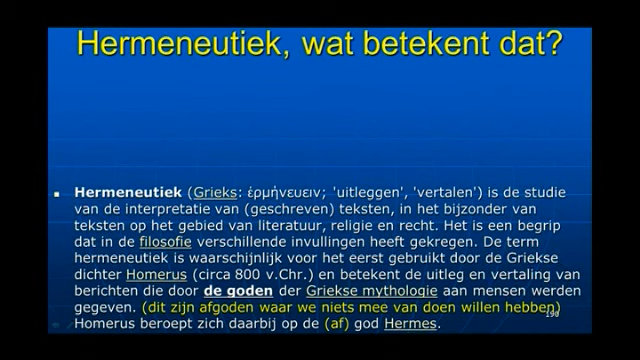 Hermeneutiek, wat betekent dat?
Hermeneutiek (Grieks: ἑρμήνευειν; 'uitleggen', 'vertalen') is de studie
van de interpretatie van (geschreven) teksten, in het bijzonder van
teksten op het gebied van literatuur, religie en recht. Het is een begrip
dat in de filosofie verschillende invullingen heeft gekregen. De term
hermeneutiek is waarschijnlijk voor het eerst gebruikt door de Griekse
dichter Homerus (circa 800 v.Chr.) en betekent de uitleg en vertaling van
berichten die door de goden der Griekse mythologie aan mensen werden
gegeven. (dit zijn afgoden waar we niets mee van doen willen hebben)
Homerus beroept zich daarbij op de (af) god Hermes.
190